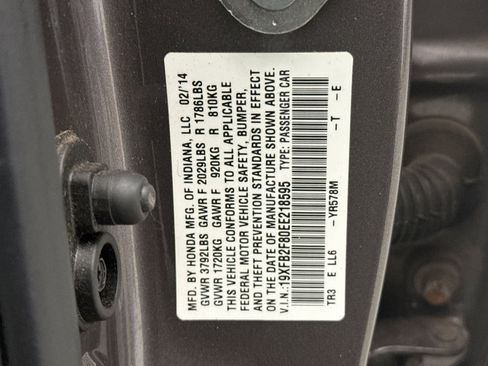 MFD. BY HONDA MFG. OF INDIANA, LLC 02/'14
GVWR 3792LBS GAWR F 2029LBS R 1786LBS
GVWR 1720KG GAWR F 920KG R 810KG
THIS VEHICLE CONFORMS TO ALL APPLICABLE
FEDERAL MOTOR VEHICLE SAFETY, BUMPER,
AND THEFT PREVENTION STANDARDS IN EFFECT
ON THE DATE OF MANUFACTURE SHOWN ABOVE.
V.I.N.:19XFB2F80EE218595 TYPE: PASSENGER CAR
TR3 E LL6 -YR578M -T -E